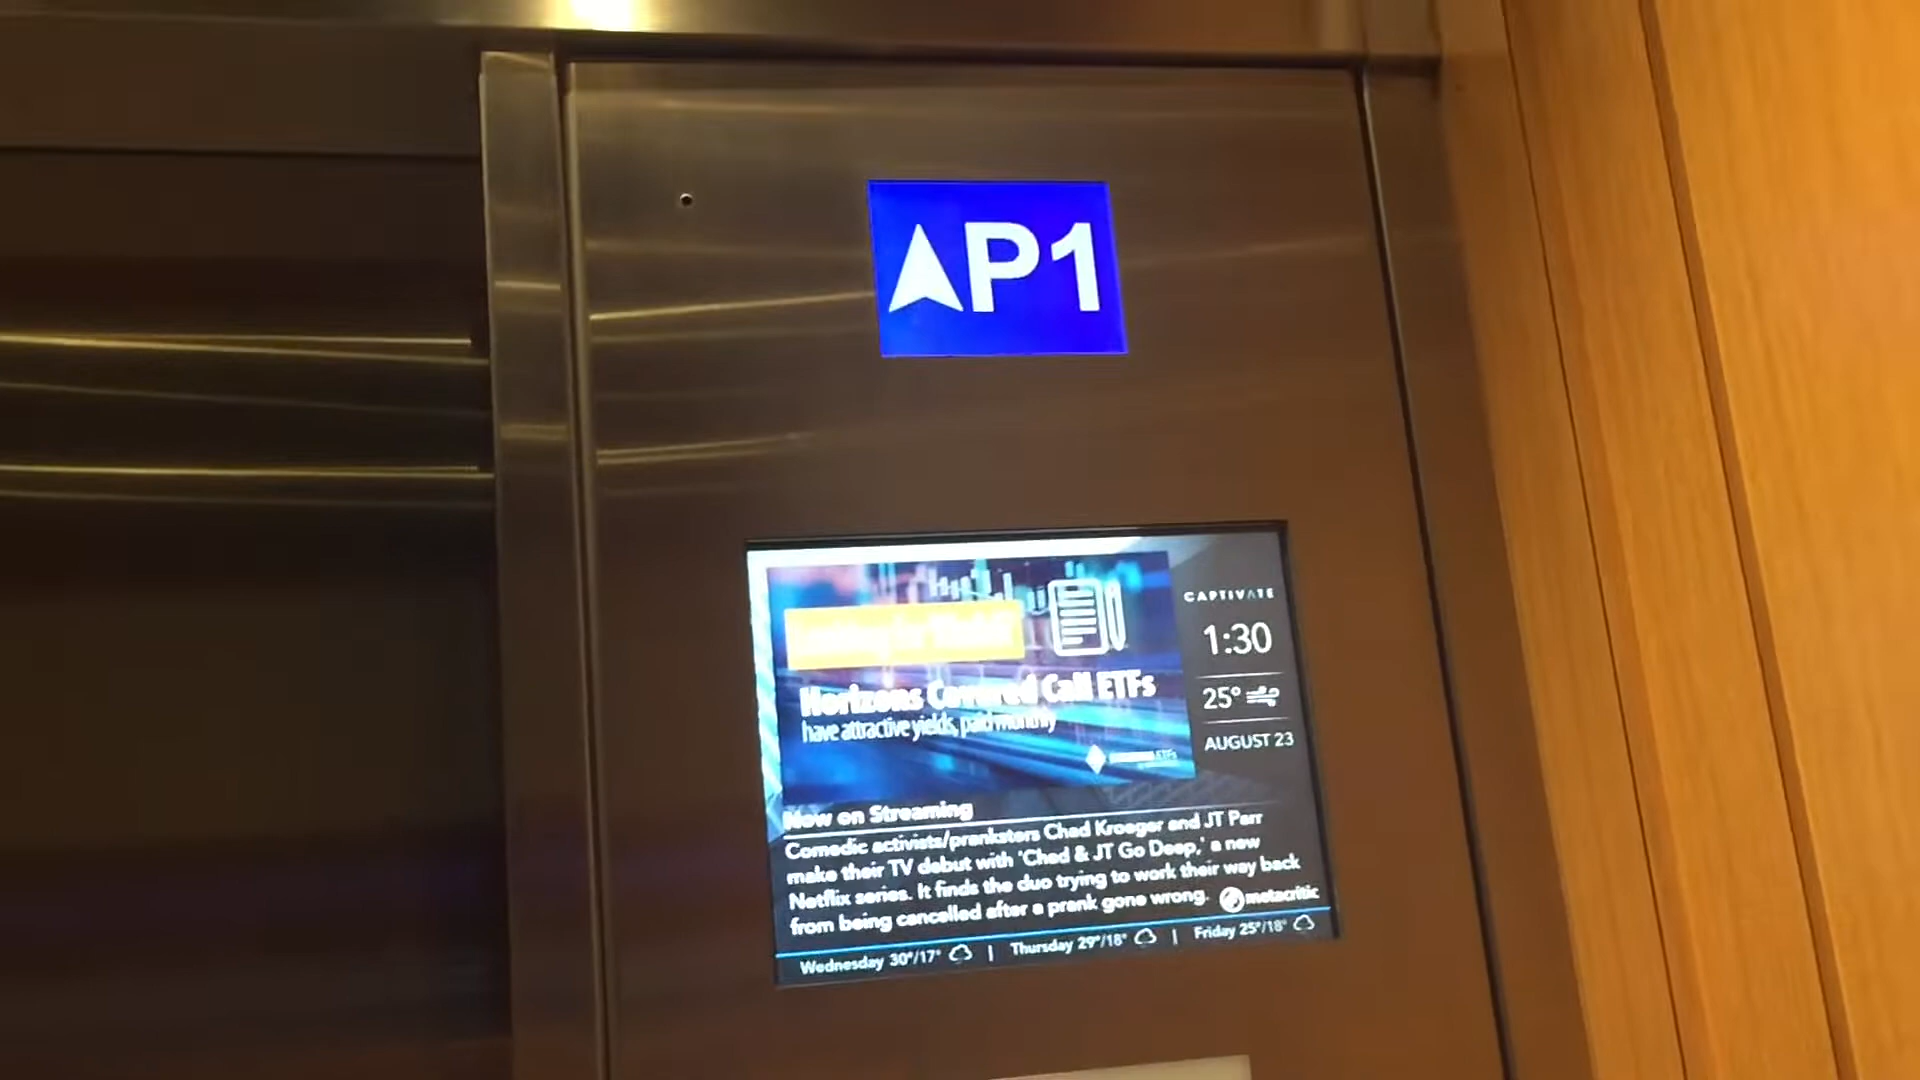 P1
CAPTIVATE
1:30
25°
AUGUST 23
Horizons Covered Call ETFs
have attractive yields, paid monthly
ETFs
Now on Streaming
Comedic activists/pranksters Chad Kroeger and JT Parr
make their TV debut with 'Chad & JT Go Deep,' a new
Netflix series. It finds the duo trying to work their way back
from being cancelled after a prank gone wrong.
metacritic
Wednesday 30°/17° | Thursday 29°/18° | Friday 25°/18°